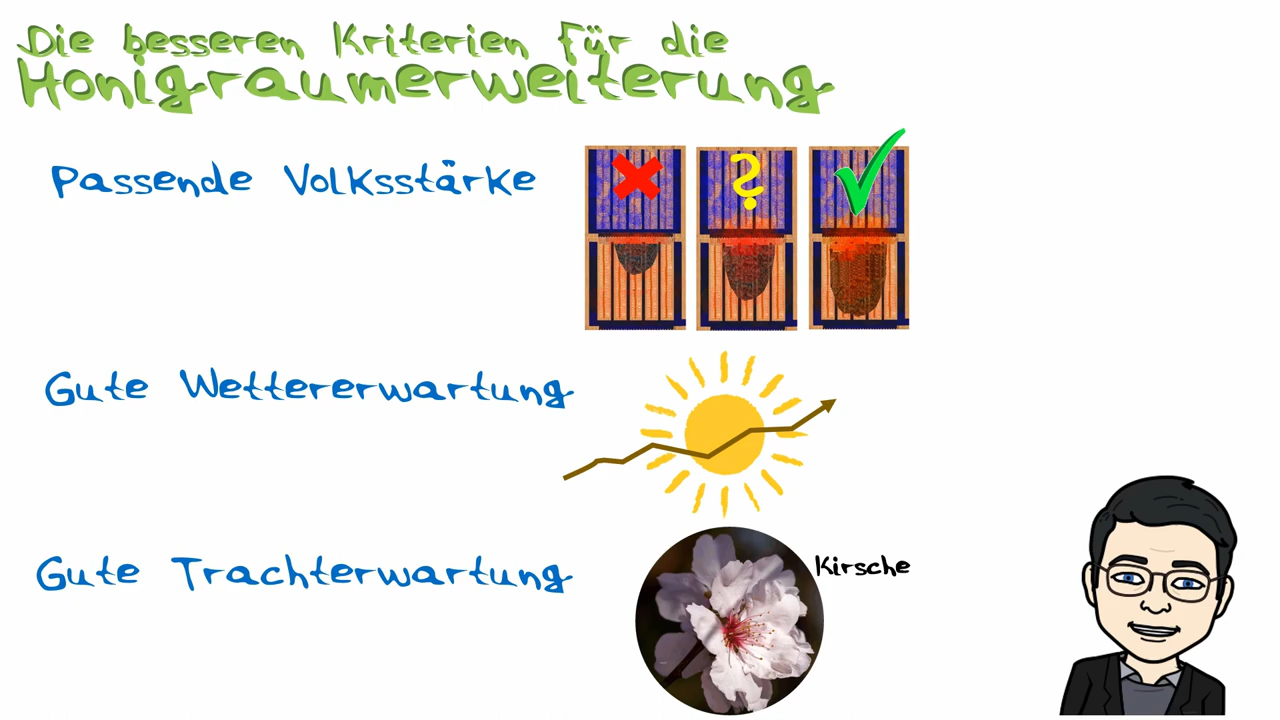 Die besseren Kriterien für die
Honigraumerweiterung
Passende Volksstärke
?
Gute Wettererwartung
Gute Trachterwartung
Kirsche